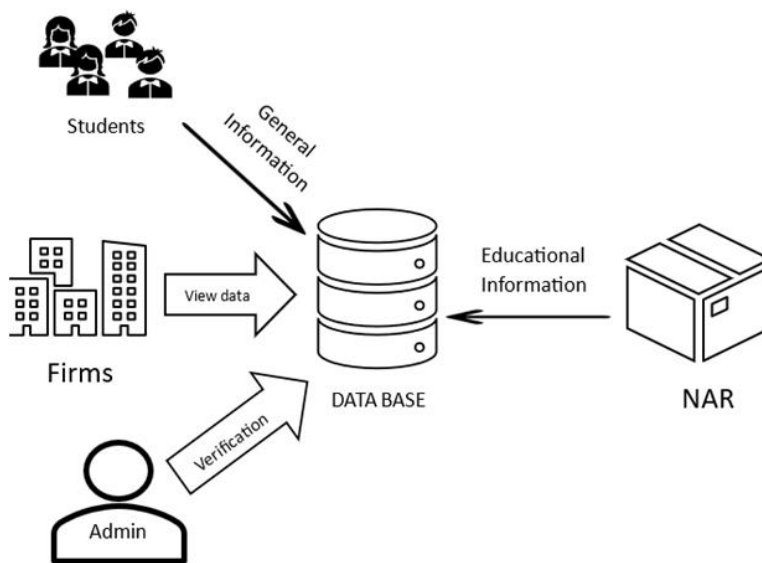 Students
General
Information
View data
Firms
Verification
Admin
DATA BASE
Educational
Information
NAR